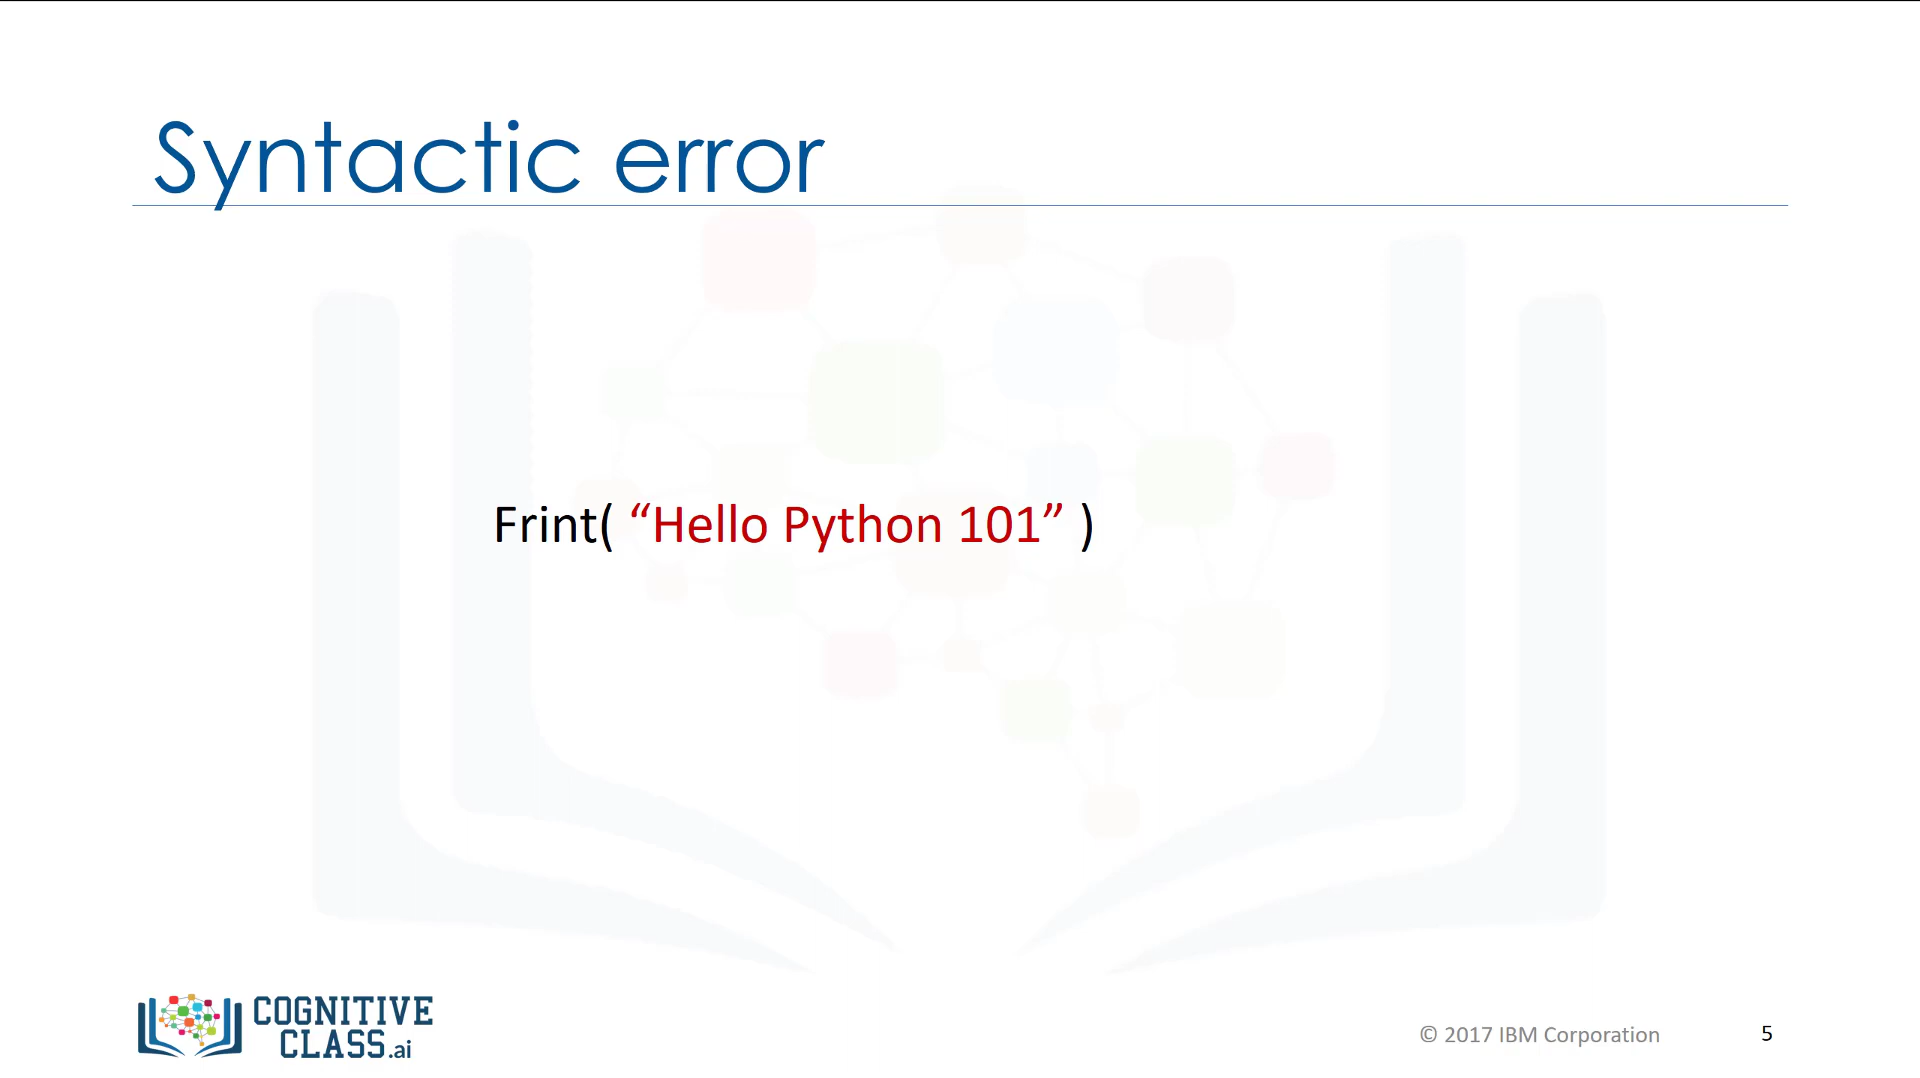 Syntactic error
Frint( “Hello Python 101” )
COGNITIVE
CLASS.ai
© 2017 IBM Corporation
5